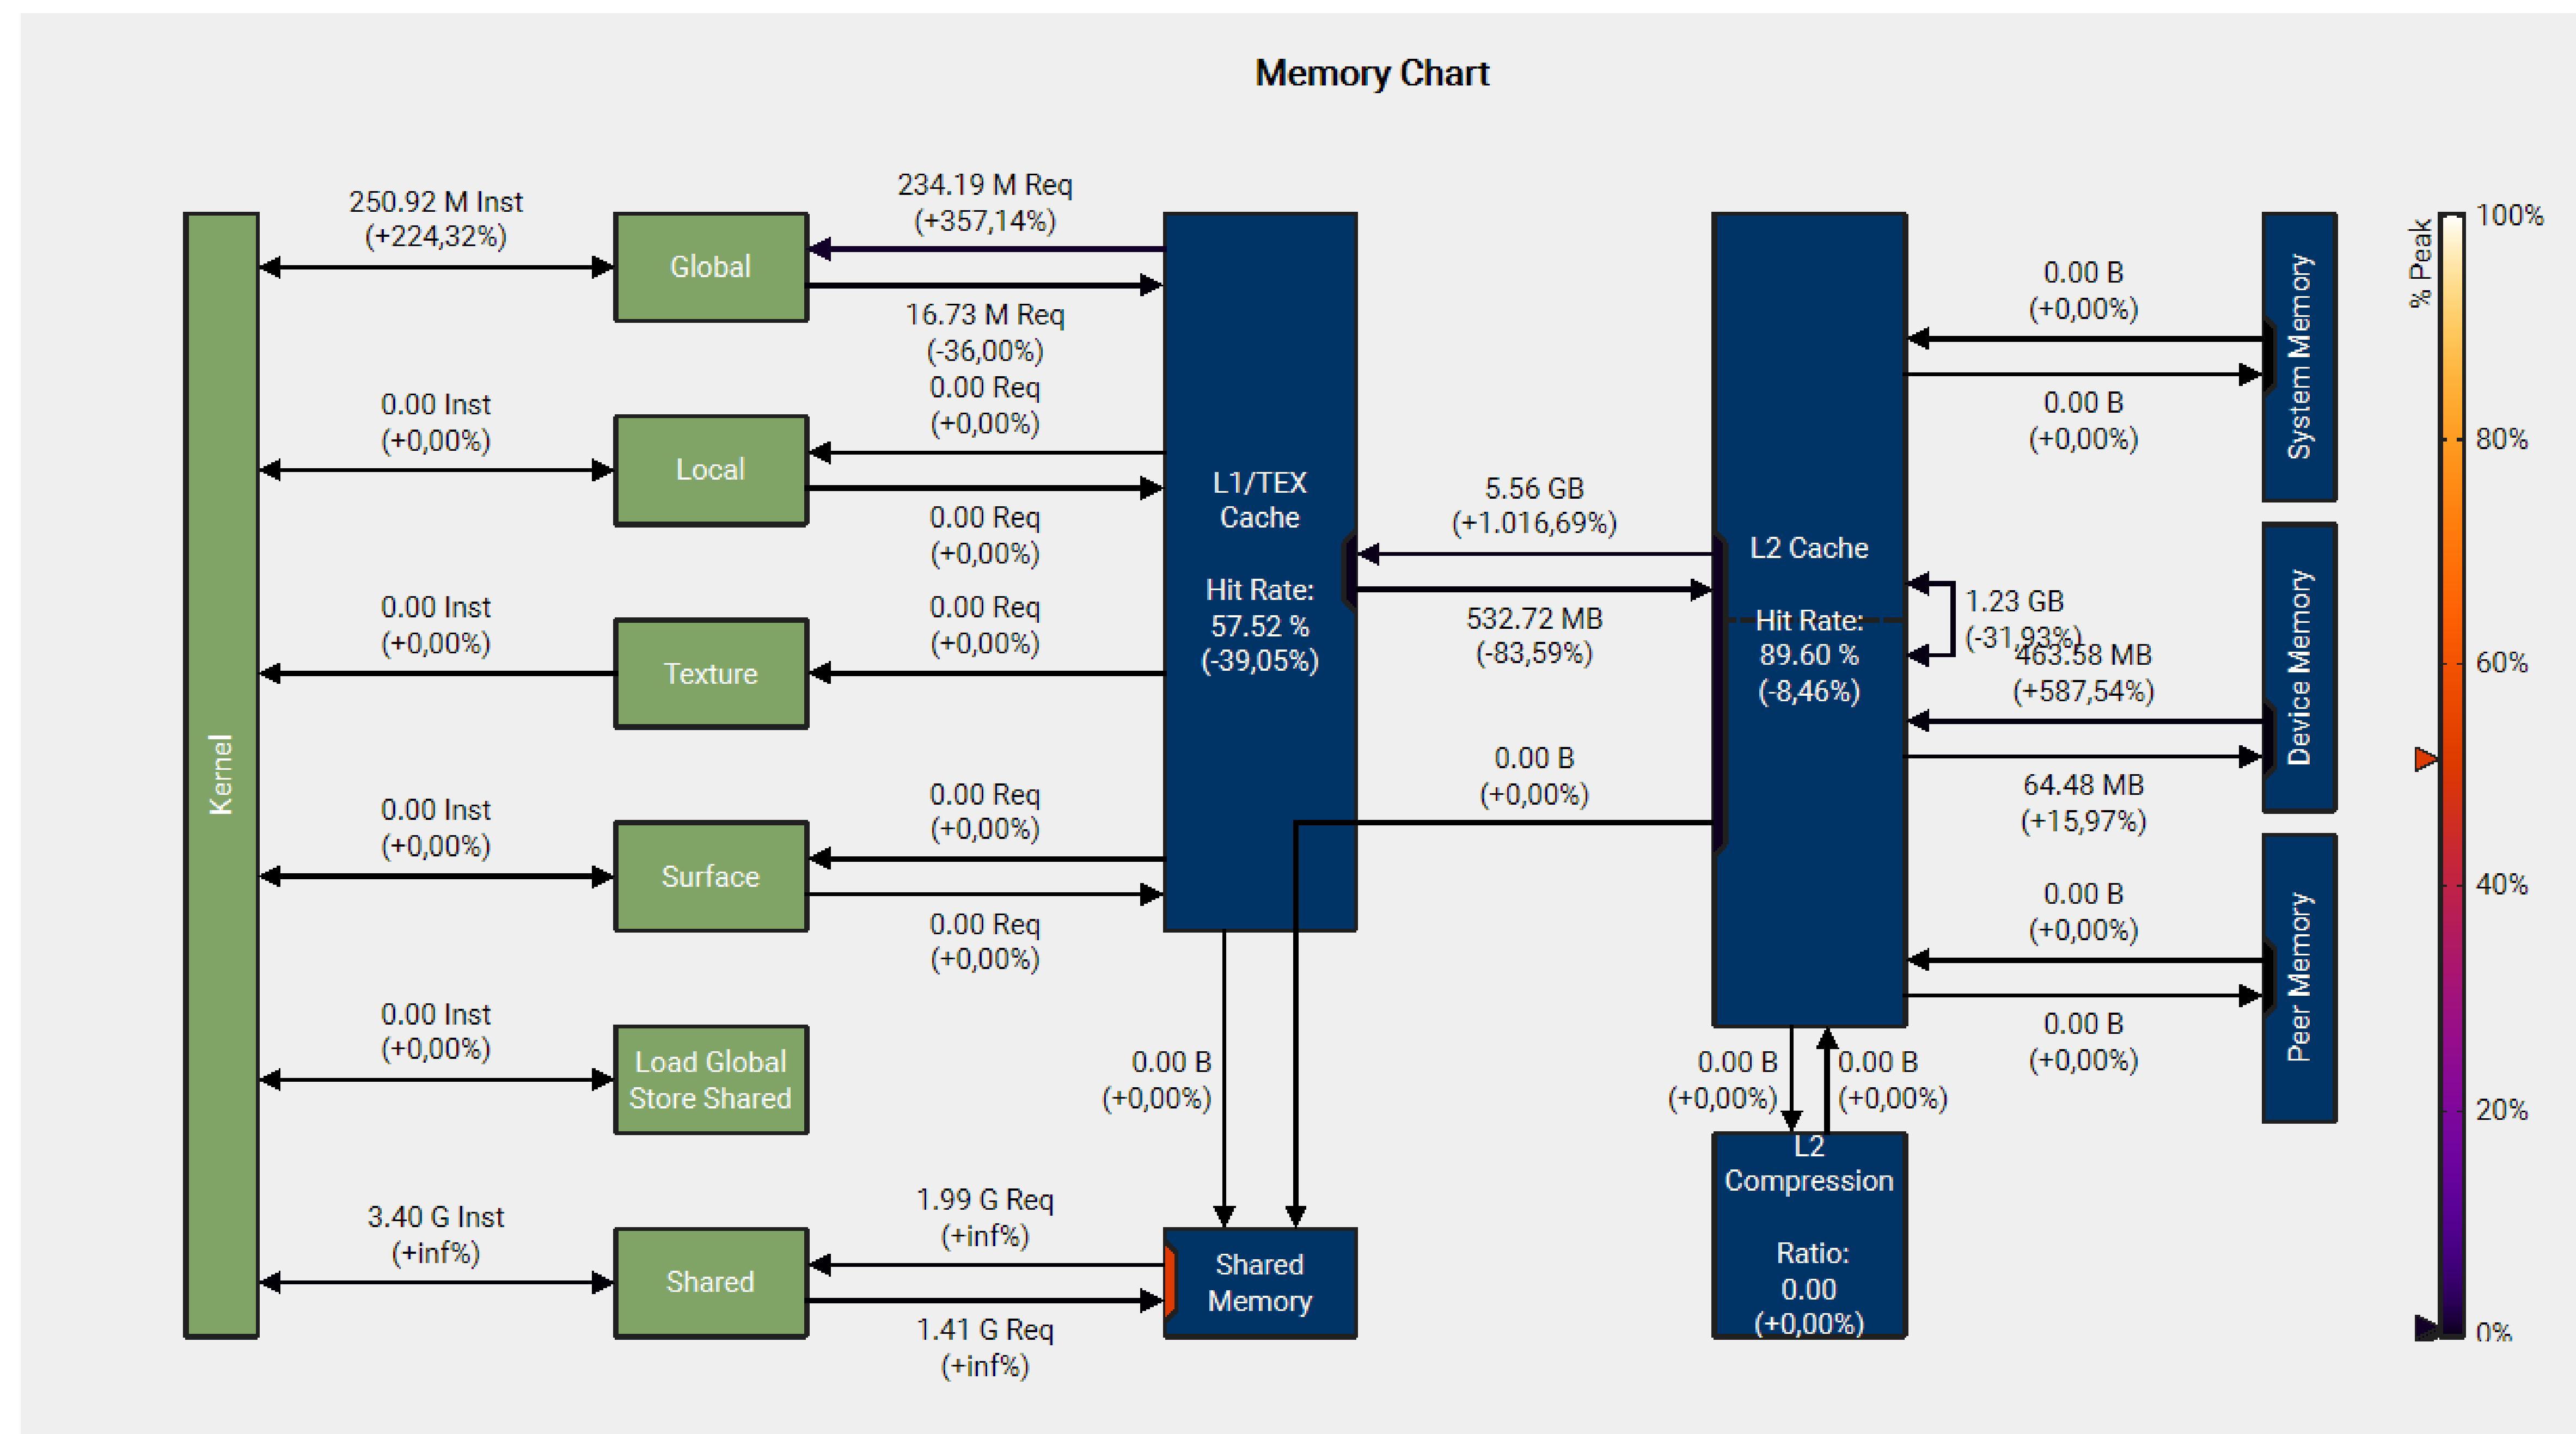 Memory Chart
250.92 M Inst
(+224,32%)
234.19 M Req
(+357,14%)
Global
16.73 M Req
(-36,00%)
0.00 Inst
(+0,00%)
0.00 Req
(+0,00%)
Local
0.00 Req
(+0,00%)
0.00 Inst
(+0,00%)
0.00 Req
(+0,00%)
Texture
0.00 Inst
(+0,00%)
0.00 Req
(+0,00%)
Surface
0.00 Req
(+0,00%)
0.00 Inst
(+0,00%)
Load Global
Store Shared
3.40 G Inst
(+inf%)
1.99 G Req
(+inf%)
Shared
1.41 G Req
(+inf%)
Kernel
L1/TEX
Cache
Hit Rate:
57.52 %
(-39,05%)
0.00 B
(+0,00%)
Shared
Memory
5.56 GB
(+1.016,69%)
532.72 MB
(-83,59%)
0.00 B
(+0,00%)
L2 Cache
Hit Rate:
89.60 %
(-8,46%)
0.00 B
(+0,00%)
0.00 B
(+0,00%)
L2
Compression
Ratio:
0.00
(+0,00%)
0.00 B
(+0,00%)
0.00 B
(+0,00%)
System Memory
1.23 GB
(-31,93%)
463.58 MB
(+587,54%)
64.48 MB
(+15,97%)
Device Memory
0.00 B
(+0,00%)
0.00 B
(+0,00%)
Peer Memory
% Peak
100%
80%
60%
40%
20%
0%